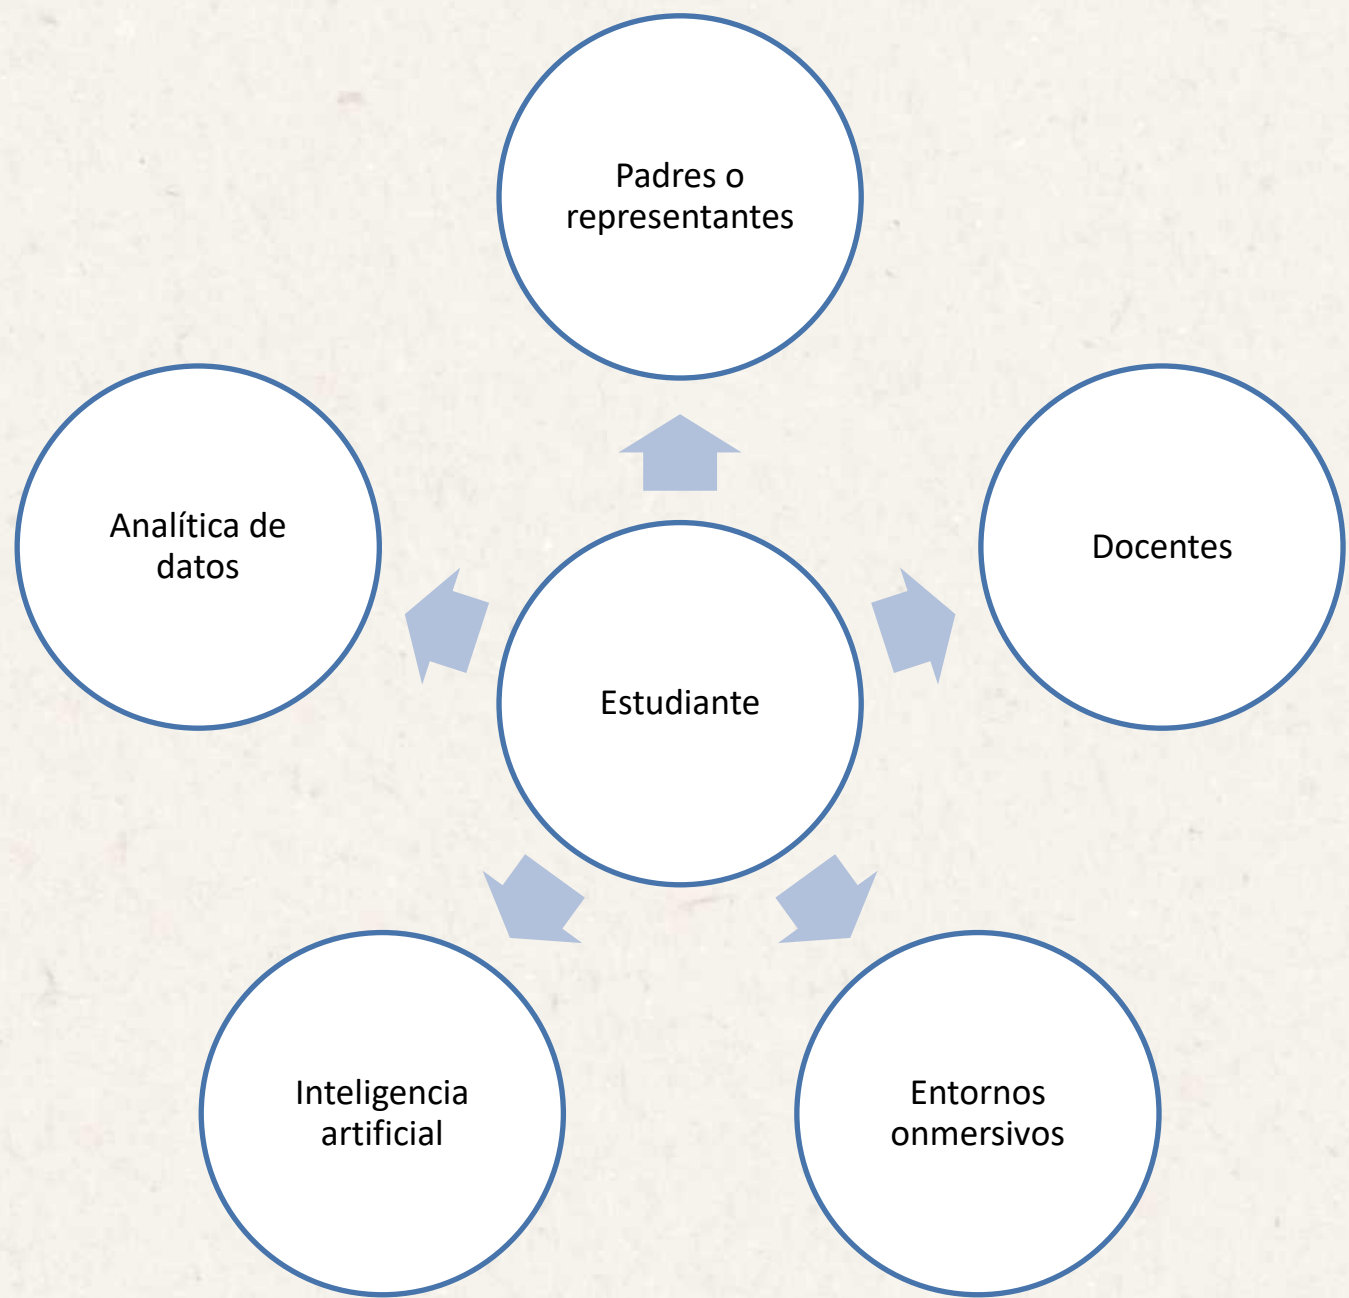 Padres o
representantes
Analítica de
datos
Docentes
Estudiante
Inteligencia
artificial
Entornos
onmersivos